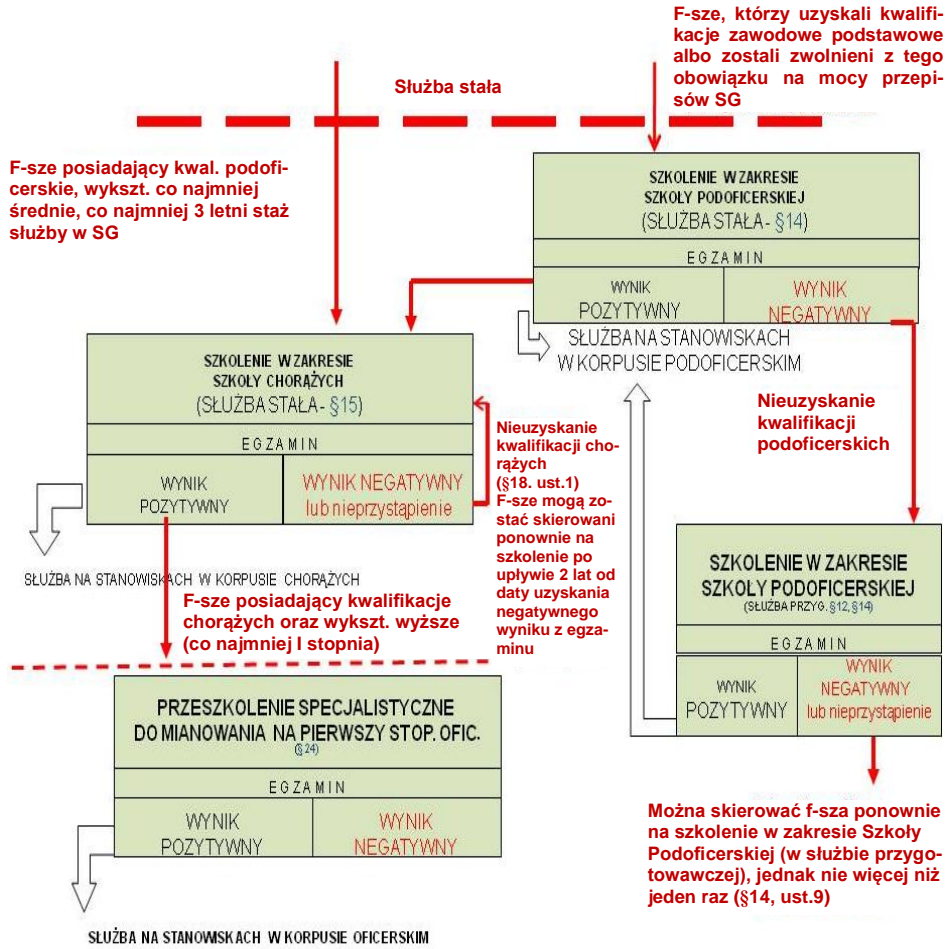 F-sze, którzy uzyskali kwalifi-
kacje zawodowe podstawowe
albo zostali zwolnieni z tego
obowiązku na mocy przepi-
sów SG
Służba stała
F-sze posiadający kwal. podofi-
cerskie, wykszt. co najmniej
średnie, co najmniej 3 letni staż
służby w SG
SZKOLENIE W ZAKRESIE
SZKOŁY PODOFICERSKIEJ
(SŁUŻBA STAŁA - §14)
EGZAMIN
WYNIK
POZYTYWNY
WYNIK
NEGATYWNY
SŁUŻBA NA STANOWISKACH
W KORPUSIE PODOFICERSKIM
SZKOLENIE W ZAKRESIE
SZKOŁY CHORĄŻYCH
(SŁUŻBA STAŁA - §15)
EGZAMIN
WYNIK
POZYTYWNY
WYNIK NEGATYWNY
lub nieprzystąpienie
Nieuzyskanie
kwalifikacji cho-
rążych
(§18. ust.1)
F-sze mogą zo-
stać skierowani
ponownie na
szkolenie po
upływie 2 lat od
daty uzyskania
negatywnego
wyniku z egza-
minu
Nieuzyskanie
kwalifikacji
podoficerskich
SŁUŻBA NA STANOWISKACH W KORPUSIE CHORĄŻYCH
F-sze posiadający kwalifikacje
chorążych oraz wykszt. wyższe
(co najmniej I stopnia)
SZKOLENIE W ZAKRESIE
SZKOŁY PODOFICERSKIEJ
(SŁUŻBA PRZYG. §12, §14)
EGZAMIN
WYNIK
POZYTYWNY
WYNIK
NEGATYWNY
lub nieprzystąpienie
PRZESZKOLENIE SPECJALISTYCZNE
DO MIANOWANIA NA PIERWSZY STOP. OFIC.
(§ 24)
EGZAMIN
WYNIK
POZYTYWNY
WYNIK
NEGATYWNY
Można skierować f-sza ponownie
na szkolenie w zakresie Szkoły
Podoficerskiej (w służbie przygo-
towawczej), jednak nie więcej niż
jeden raz (§14, ust.9)
SŁUŻBA NA STANOWISKACH W KORPUSIE OFICERSKIM